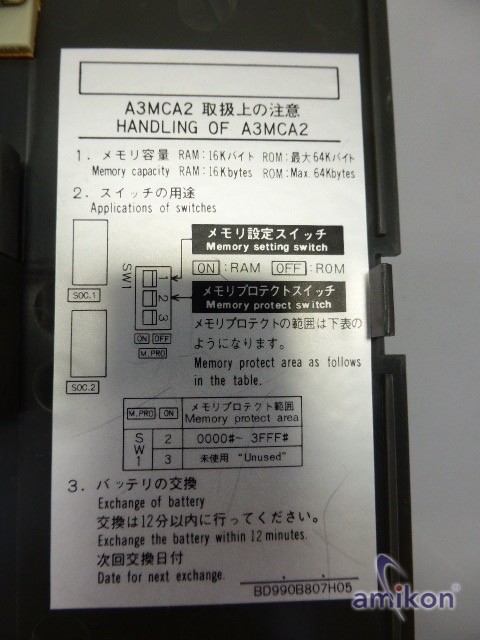 A3MCA2 取扱上の注意
HANDLING OF A3MCA2
1. メモリ容量 RAM:16Kバイト ROM:最大64Kバイト
Memory capacity RAM:16Kbytes ROM:Max. 64Kbytes
2. スイッチの用途
Applications of switches
メモリ設定スイッチ
Memory setting switch
ON :RAM OFF :ROM
メモリプロテクトスイッチ
Memory protect switch
SOC.1
SW1
1
2
3
ON OFF
M.PRO
SOC.2
メモリプロテクトの範囲は下表の
ようになります。
Memory protect area as follows
in the table.
M.PRO ON メモリプロテクト範囲
Memory protect area
SW1 2 0000#~ 3FFF#
3 未使用 "Unused"
3. バッテリの交換
Exchange of battery
交換は12分以内に行ってください。
Exchange the battery within 12 minutes.
次回交換日付
Date for next exchange.
BD990B807H05
amikon®